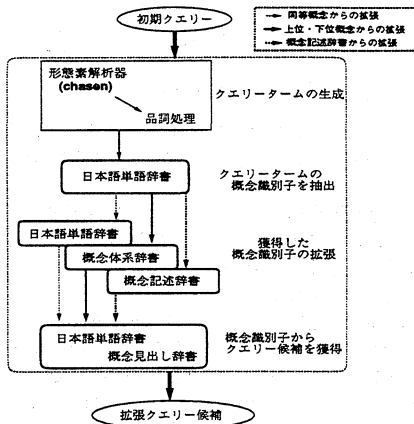 初期クエリー
同等概念からの拡張
上位・下位概念からの拡張
概念記述辞書からの拡張
形態素解析器
(chasen)
品詞処理
クエリータームの生成
日本語単語辞書
クエリータームの
概念識別子を抽出
日本語単語辞書
概念体系辞書
概念記述辞書
獲得した
概念識別子の拡張
日本語単語辞書
概念見出し辞書
概念識別子から
クエリー候補を獲得
拡張クエリー候補